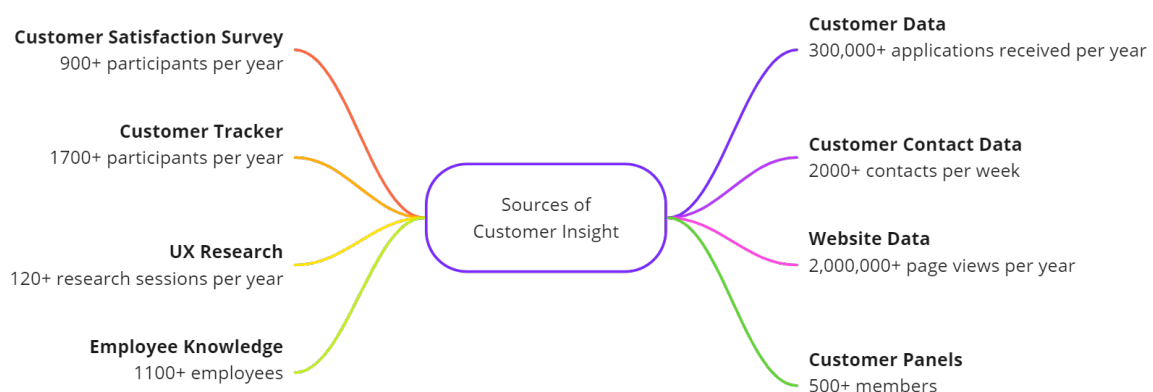 Customer Satisfaction Survey
900+ participants per year
Customer Tracker
1700+ participants per year
UX Research
120+ research sessions per year
Employee Knowledge
1100+ employees
Sources of
Customer Insight
Customer Data
300,000+ applications received per year
Customer Contact Data
2000+ contacts per week
Website Data
2,000,000+ page views per year
Customer Panels
500+ members